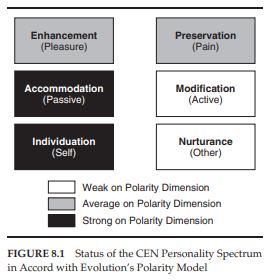 Enhancement
(Pleasure)
Preservation
(Pain)
Accommodation
(Passive)
Modification
(Active)
Individuation
(Self)
Nurturance
(Other)
Weak on Polarity Dimension
Average on Polarity Dimension
Strong on Polarity Dimension
FIGURE 8.1 Status of the CEN Personality Spectrum
in Accord with Evolution's Polarity Model